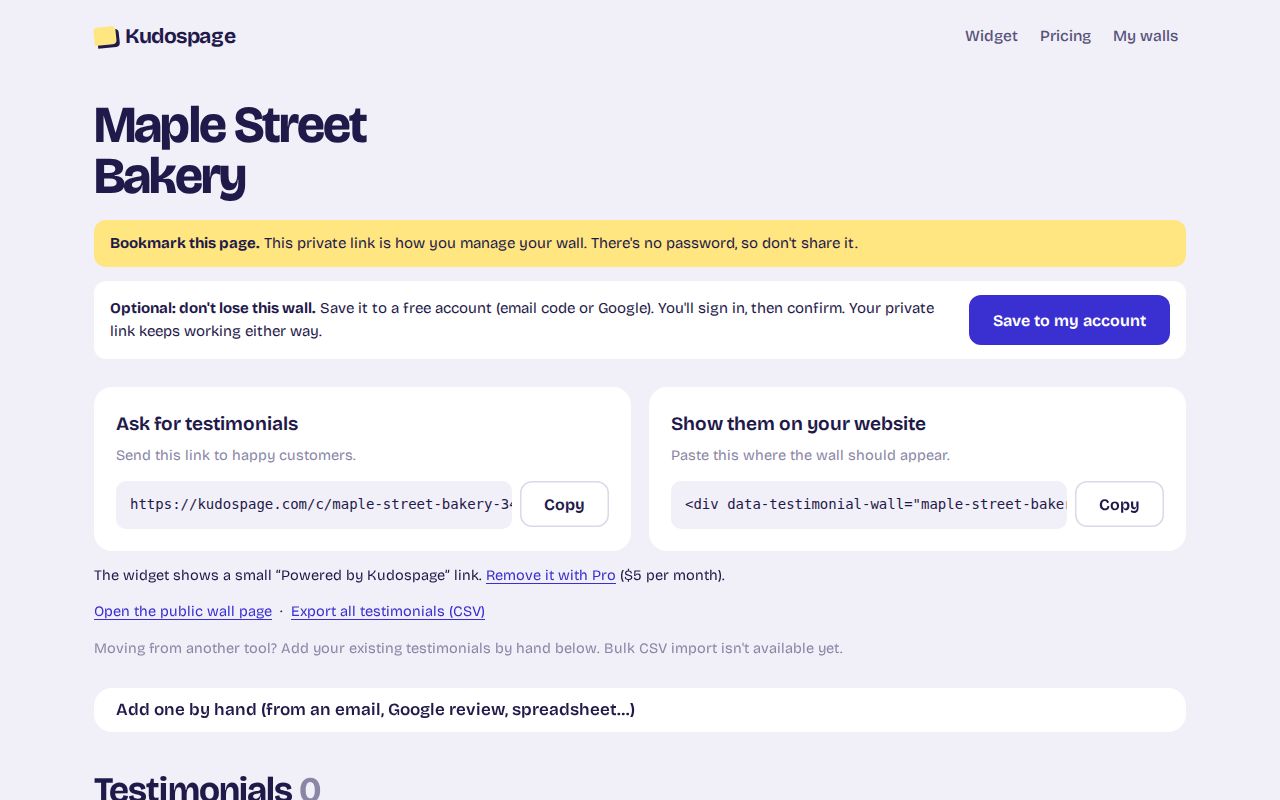 Kudospage
Widget
Pricing
My walls
Maple Street
Bakery
Bookmark this page. This private link is how you manage your wall. There's no password, so don't share it.
Optional: don't lose this wall. Save it to a free account (email code or Google). You'll sign in, then confirm. Your private
link keeps working either way.
Save to my account
Ask for testimonials
Send this link to happy customers.
https://kudospage.com/c/maple-street-bakery-34
Copy
Show them on your website
Paste this where the wall should appear.
<div data-testimonial-wall="maple-street-baker
Copy
The widget shows a small “Powered by Kudospage” link. Remove it with Pro ($5 per month).
Open the public wall page · Export all testimonials (CSV)
Moving from another tool? Add your existing testimonials by hand below. Bulk CSV import isn't available yet.
Add one by hand (from an email, Google review, spreadsheet…)
Testimonials 0